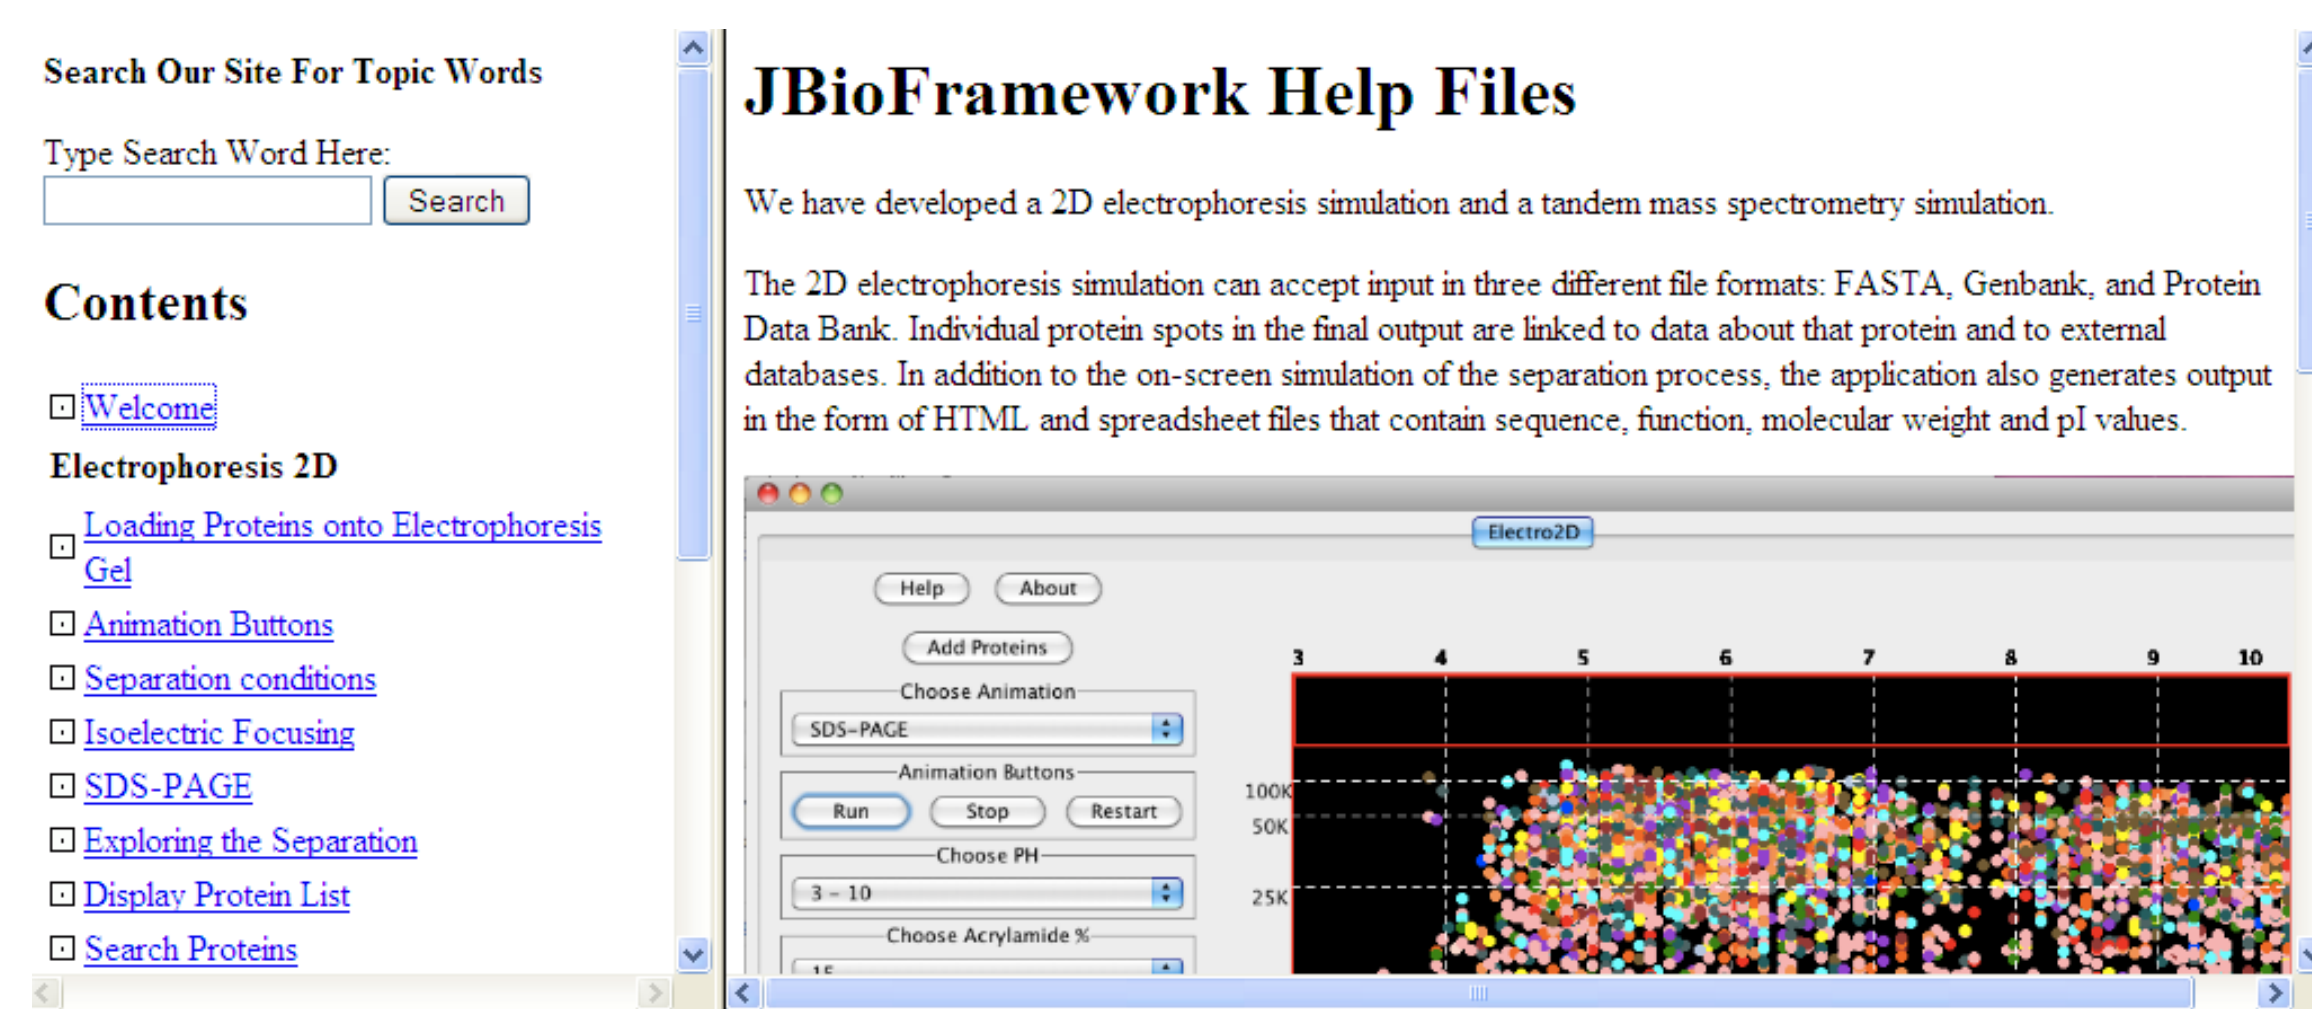 Search Our Site For Topic Words
Type Search Word Here:
Search
Contents
Welcome
Electrophoresis 2D
Loading Proteins onto Electrophoresis
Gel
Animation Buttons
Separation conditions
Isoelectric Focusing
SDS-PAGE
Exploring the Separation
Display Protein List
Search Proteins
JBioFramework Help Files
We have developed a 2D electrophoresis simulation and a tandem mass spectrometry simulation.
The 2D electrophoresis simulation can accept input in three different file formats: FASTA, Genbank, and Protein
Data Bank. Individual protein spots in the final output are linked to data about that protein and to external
databases. In addition to the on-screen simulation of the separation process, the application also generates output
in the form of HTML and spreadsheet files that contain sequence, function, molecular weight and pI values.
Electro2D
Help About
Add Proteins
Choose Animation
SDS-PAGE
Animation Buttons
Run Stop Restart
Choose PH
3 - 10
Choose Acrylamide %
15
3 4 5 6 7 8 9 10
100K
50K
25K